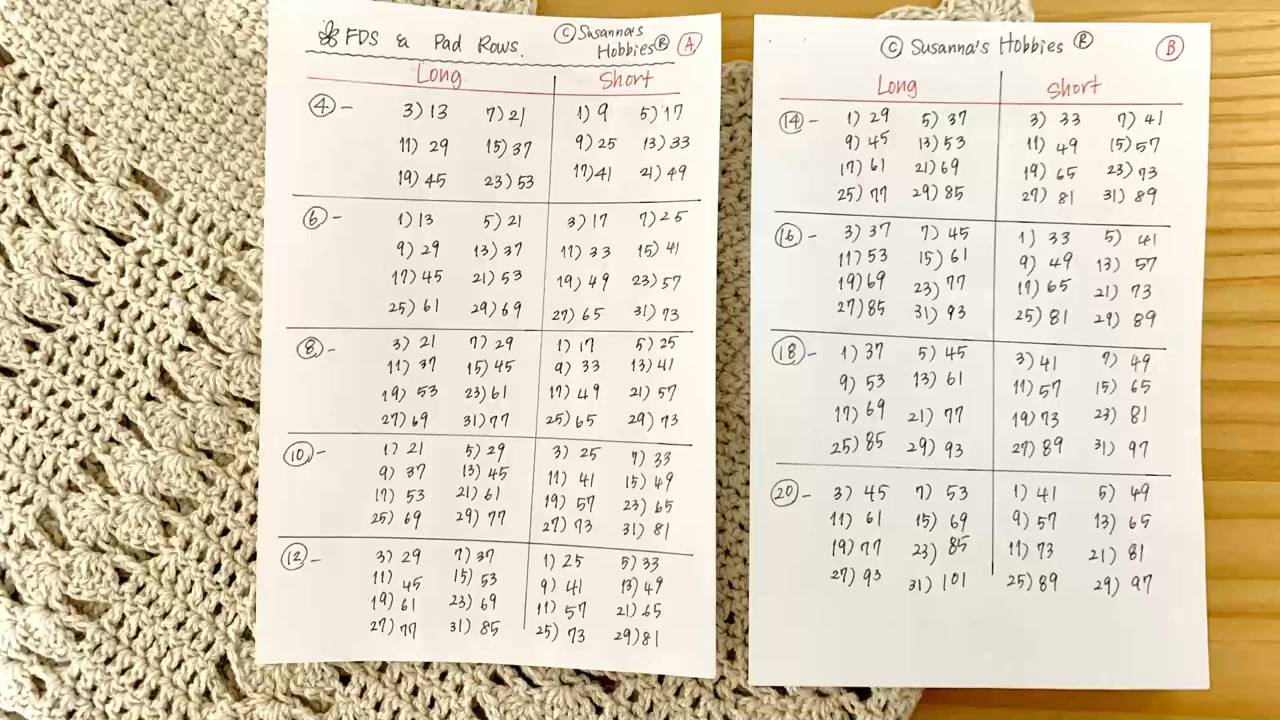 FDS & Pad Rows. © Susanna's Hobbies® A
Long Short
4 - 3) 13 7) 21 1) 9 5) 17
11) 29 15) 37 9) 25 13) 33
19) 45 23) 53 17) 41 21) 49
6 - 1) 13 5) 21 3) 17 7) 25
9) 29 13) 37 11) 33 15) 41
17) 45 21) 53 19) 49 23) 57
25) 61 29) 69 27) 65 31) 73
8 - 3) 21 7) 29 1) 17 5) 25
11) 37 15) 45 9) 33 13) 41
19) 53 23) 61 17) 49 21) 57
27) 69 31) 77 25) 65 29) 73
10 - 1) 21 5) 29 3) 25 7) 33
9) 37 13) 45 11) 41 15) 49
17) 53 21) 61 19) 57 23) 65
25) 69 29) 77 27) 73 31) 81
12 - 3) 29 7) 37 1) 25 5) 33
11) 45 15) 53 9) 41 13) 49
19) 61 23) 69 11) 57 21) 65
27) 77 31) 85 25) 73 29) 81
© Susanna's Hobbies ® B
Long Short
14 - 1) 29 5) 37 3) 33 7) 41
9) 45 13) 53 11) 49 15) 57
17) 61 21) 69 19) 65 23) 73
25) 77 29) 85 27) 81 31) 89
16 - 3) 37 7) 45 1) 33 5) 41
11) 53 15) 61 9) 49 13) 57
19) 69 23) 77 17) 65 21) 73
27) 85 31) 93 25) 81 29) 89
18 - 1) 37 5) 45 3) 41 7) 49
9) 53 13) 61 11) 57 15) 65
17) 69 21) 77 19) 73 23) 81
25) 85 29) 93 27) 89 31) 97
20 - 3) 45 7) 53 1) 41 5) 49
11) 61 15) 69 9) 57 13) 65
19) 77 23) 85 11) 73 21) 81
27) 93 31) 101 25) 89 29) 97